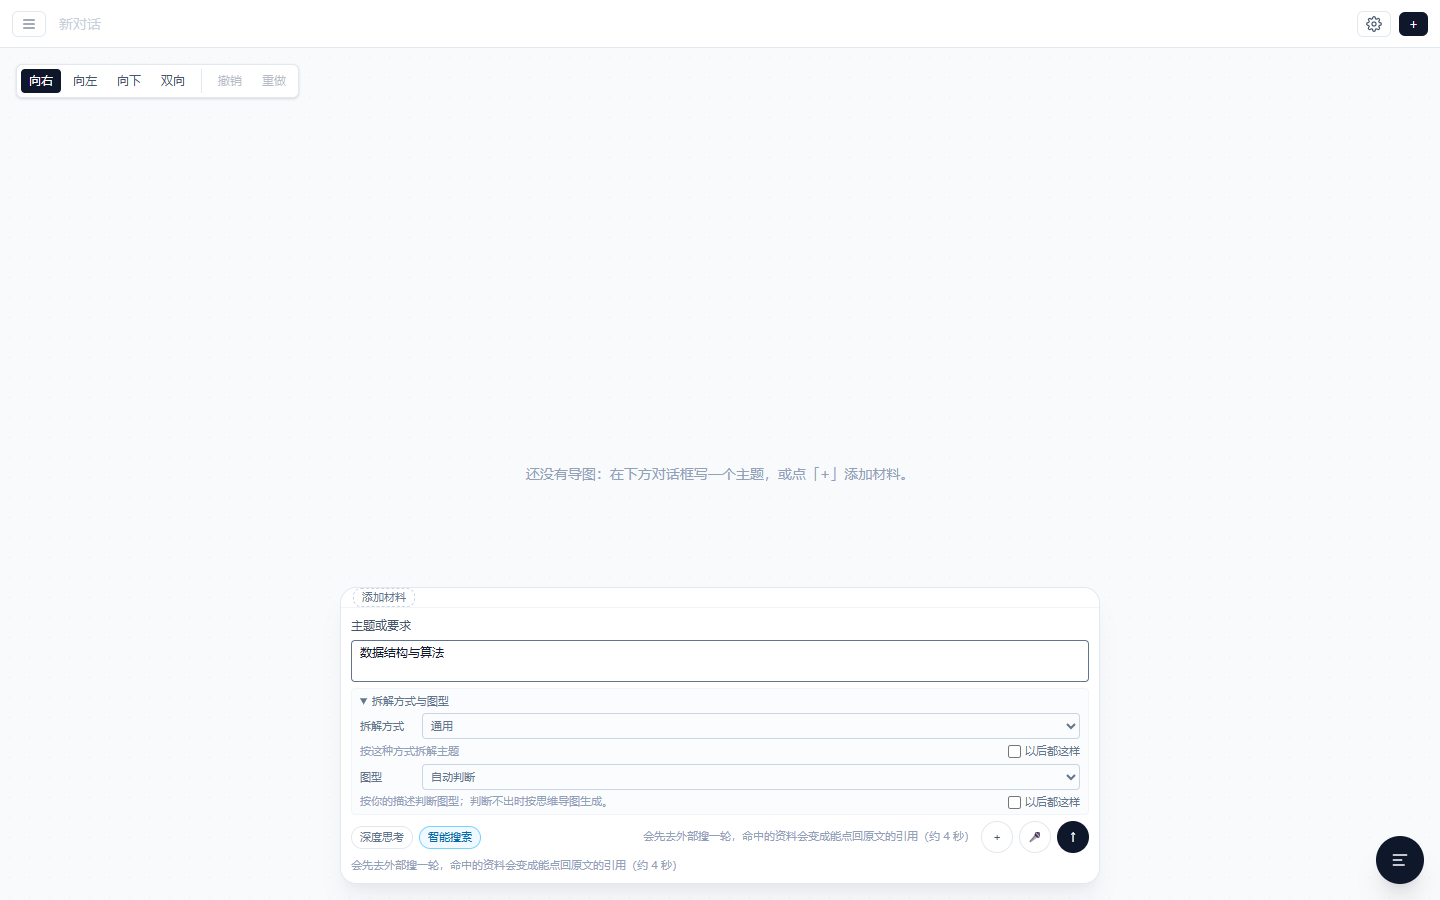 新对话
+
向右 向左 向下 双向 撤销 重做
还没有导图：在下方对话框写一个主题，或点「+」添加材料。
添加材料
主题或要求
数据结构与算法
▼ 拆解方式与图型
拆解方式 通用
按这种方式拆解主题 以后都这样
图型 自动判断
按你的描述判断图型；判断不出时按思维导图生成。 以后都这样
深度思考 智能搜索 会先去外部搜一轮，命中的资料会变成能点回原文的引用（约 4 秒） + ↑
会先去外部搜一轮，命中的资料会变成能点回原文的引用（约 4 秒）